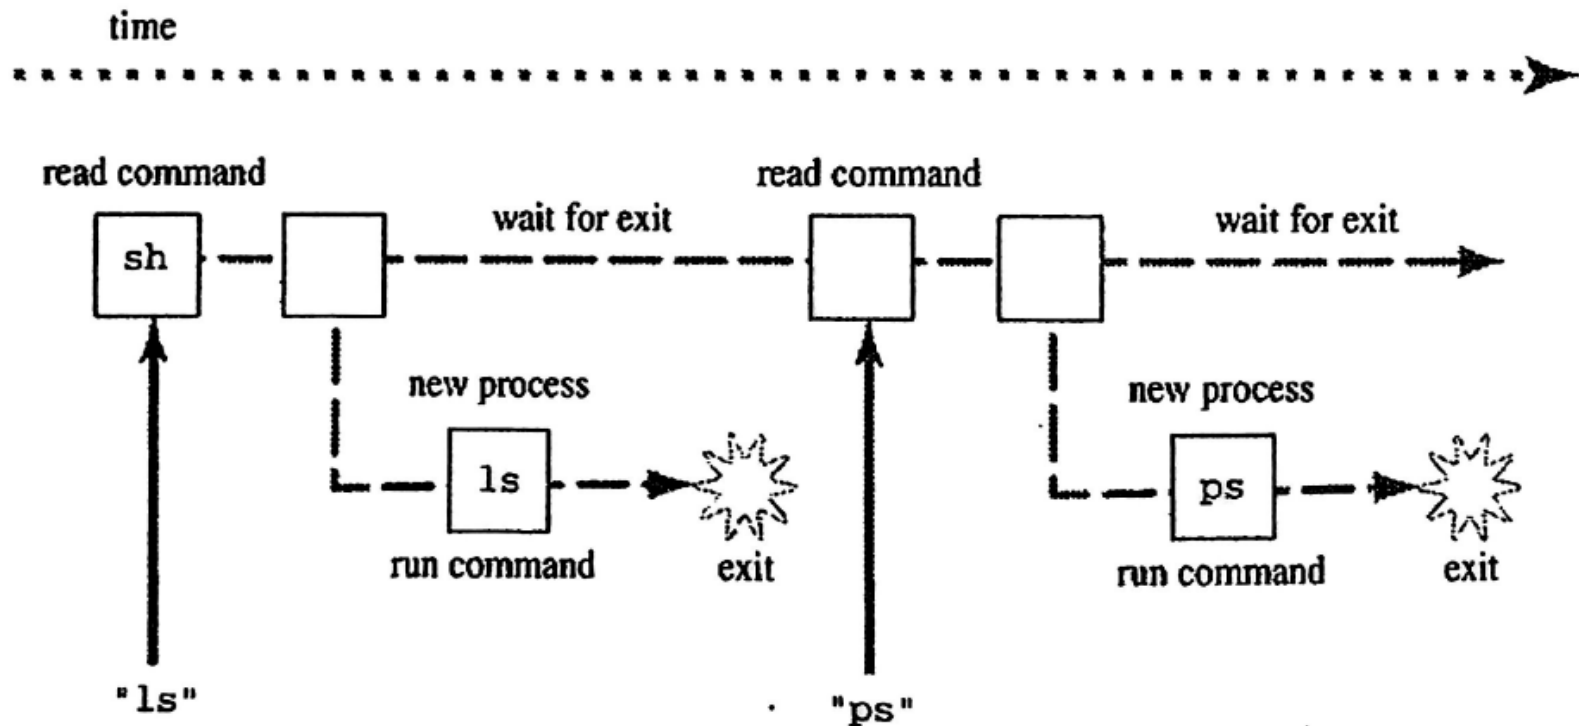 time
read command
read command
sh
wait for exit
wait for exit
new process
new process
ls
ps
run command
exit
run command
exit
"ls"
"ps"